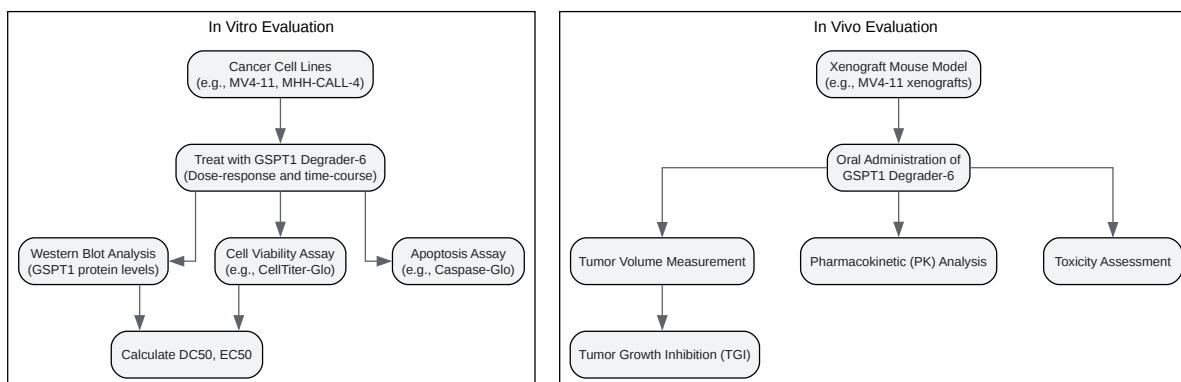 In Vitro Evaluation
Cancer Cell Lines
(e.g., MV4-11, MHH-CALL-4)
Treat with GSPT1 Degrader-6
(Dose-response and time-course)
Western Blot Analysis
(GSPT1 protein levels)
Cell Viability Assay
(e.g., CellTiter-Glo)
Apoptosis Assay
(e.g., Caspase-Glo)
Calculate DC50, EC50
In Vivo Evaluation
Xenograft Mouse Model
(e.g., MV4-11 xenografts)
Oral Administration of
GSPT1 Degrader-6
Tumor Volume Measurement
Pharmacokinetic (PK) Analysis
Toxicity Assessment
Tumor Growth Inhibition (TGI)